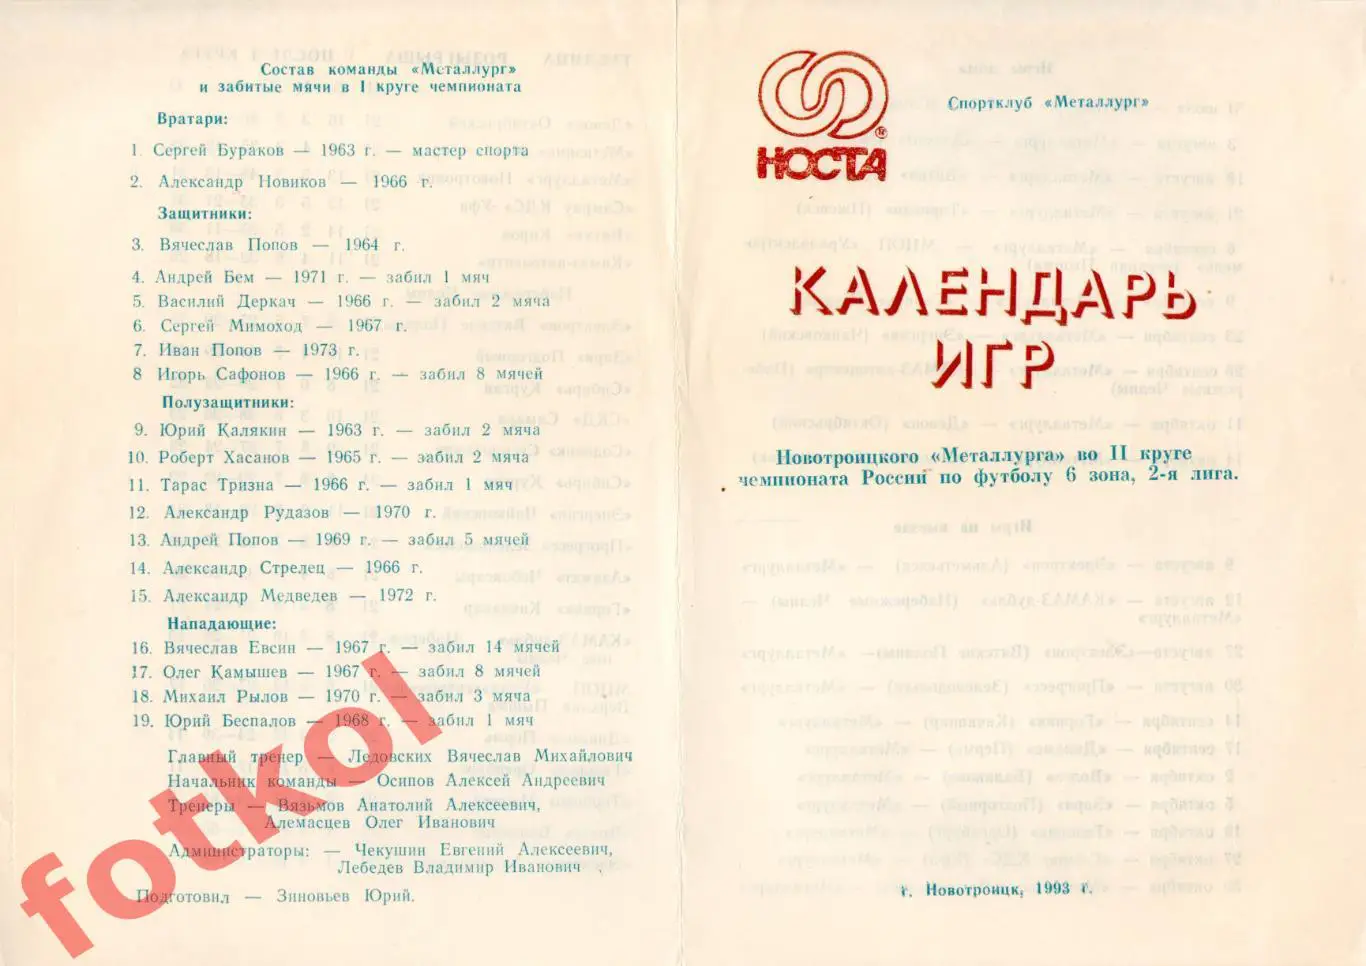 Состав команды «Металлург»
и забитые мячи в I круге чемпионата
Вратари:
1. Сергей Бураков — 1963 г. — мастер спорта
2. Александр Новиков — 1966 г.
Защитники:
3. Вячеслав Попов — 1964 г.
4. Андрей Бем — 1971 г. — забил 1 мяч
5. Василий Деркач — 1966 г. — забил 2 мяча
6. Сергей Мимоход — 1967 г.
7. Иван Попов — 1973 г.
8 Игорь Сафонов — 1966 г. — забил 8 мячей
Полузащитники:
9. Юрий Калякин — 1963 г. — забил 2 мяча
10. Роберт Хасанов — 1965 г. — забил 2 мяча
11. Тарас Тризна — 1966 г. — забил 1 мяч
12. Александр Рудазов — 1970 г.
13. Андрей Попов — 1969 г. — забил 5 мячей
14. Александр Стрелец — 1966 г.
15. Александр Медведев — 1972 г.
Нападающие:
16. Вячеслав Евсин — 1967 г. — забил 14 мячей
17. Олег Камышев — 1967 г. — забил 8 мячей
18. Михаил Рылов — 1970 г. — забил 3 мяча
19. Юрий Беспалов — 1968 г. — забил 1 мяч
Главный тренер — Ледовских Вячеслав Михайлович
Начальник команды — Осипов Алексей Андреевич
Тренеры — Вязьмов Анатолий Алексеевич,
Алемасцев Олег Иванович
Администраторы: — Чекушин Евгений Алексеевич,
Лебедев Владимир Иванович
Подготовил — Зиновьев Юрий.
fotkol
® НОСТА
Спортклуб «Металлург»
КАЛЕНДАРЬ
ИГР
Новотроицкого «Металлурга» во II круге
чемпионата России по футболу 6 зона, 2-я лига.
г. Новотроицк, 1993 г.